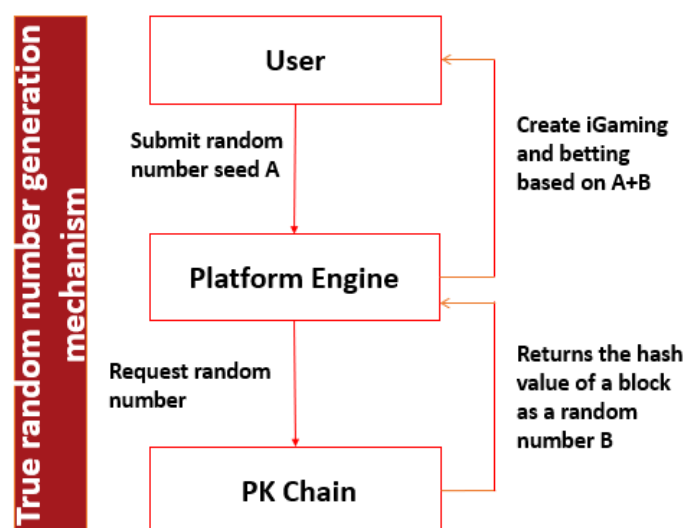 True random number generation
mechanism
User
Submit random
number seed A
Create iGaming
and betting
based on A+B
Platform Engine
Request random
number
Returns the hash
value of a block
as a random
number B
PK Chain